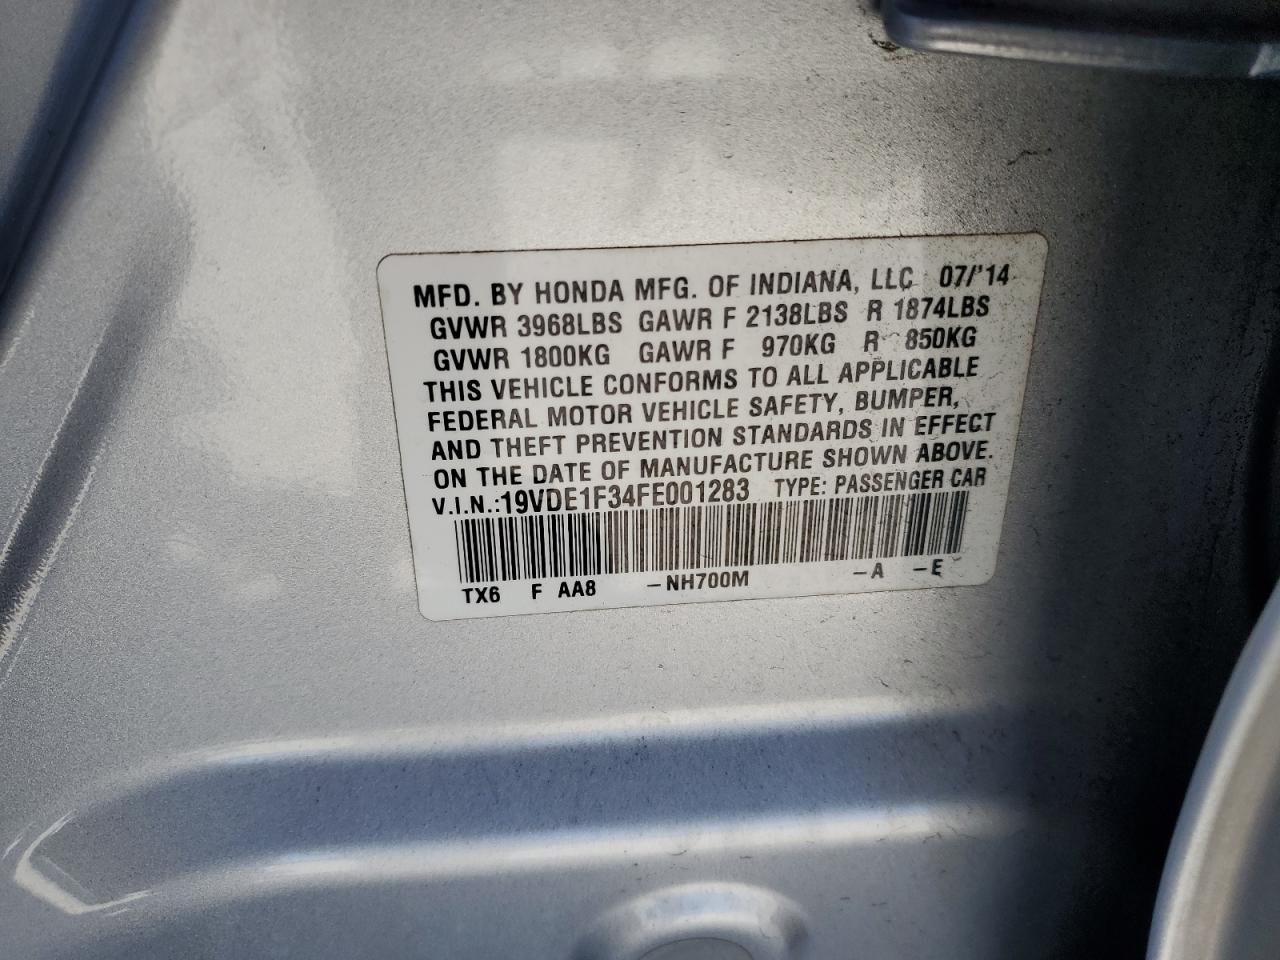 MFD. BY HONDA MFG. OF INDIANA, LLC 07/'14
GVWR 3968LBS GAWR F 2138LBS R 1874LBS
GVWR 1800KG GAWR F 970KG R 850KG
THIS VEHICLE CONFORMS TO ALL APPLICABLE
FEDERAL MOTOR VEHICLE SAFETY, BUMPER,
AND THEFT PREVENTION STANDARDS IN EFFECT
ON THE DATE OF MANUFACTURE SHOWN ABOVE.
V.I.N.:19VDE1F34FE001283 TYPE: PASSENGER CAR
TX6 F AA8 -NH700M -A -E